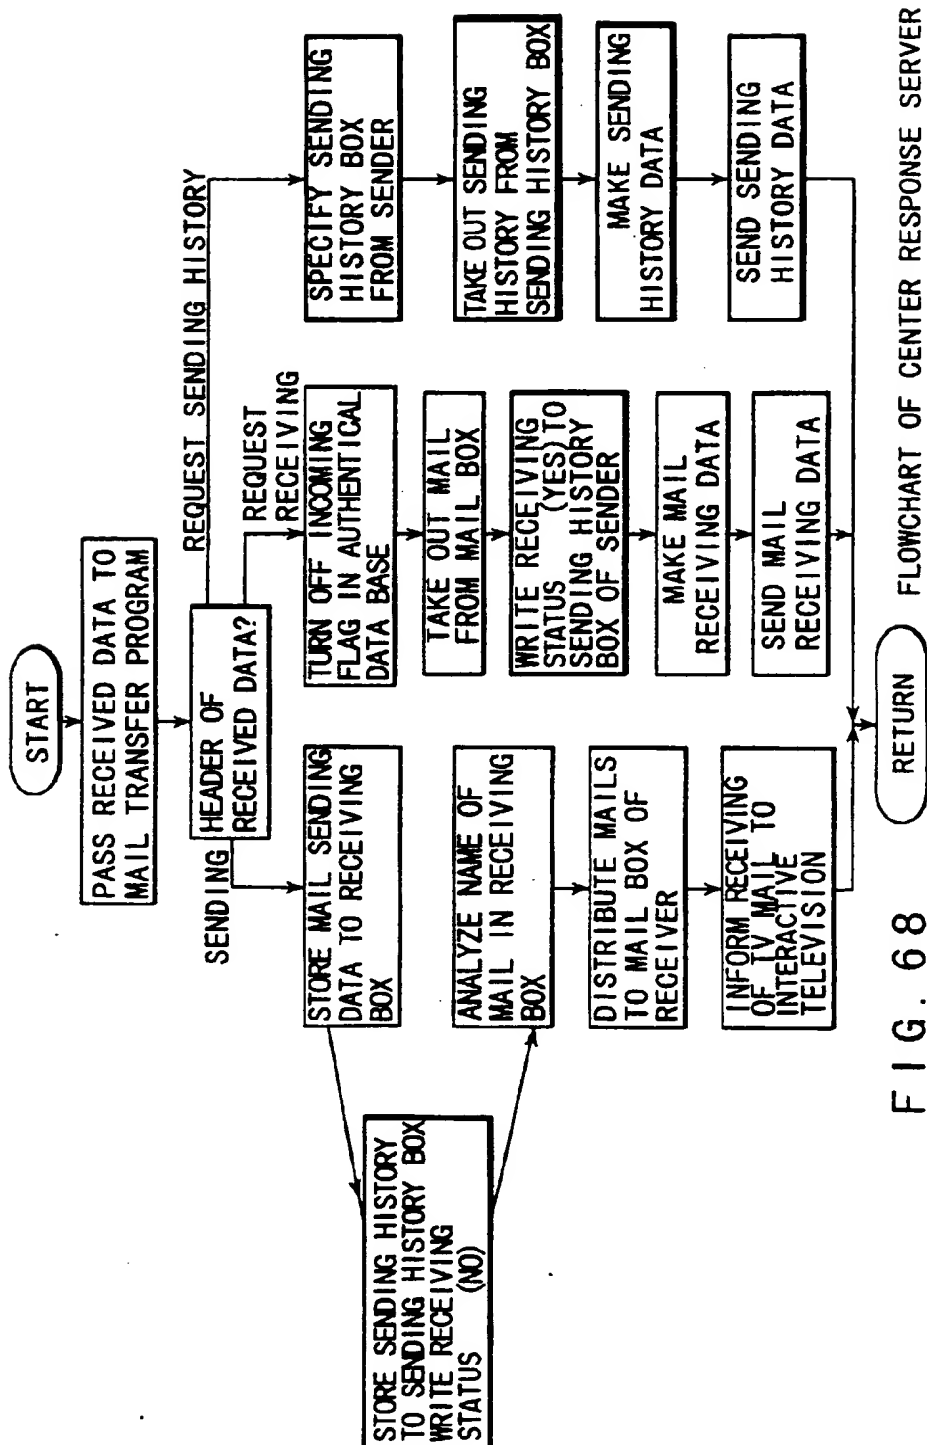 START
PASS RECEIVED DATA TO
MAIL TRANSFER PROGRAM
HEADER OF
RECEIVED DATA?
SENDING
STORE MAIL SENDING
DATA TO RECEIVING
BOX
STORE SENDING HISTORY
TO SENDING HISTORY BOX
WRITE RECEIVING
STATUS (NO)
ANALYZE NAME OF
MAIL IN RECEIVING
BOX
DISTRIBUTE MAILS
TO MAIL BOX OF
RECEIVER
INFORM RECEIVING
OF TV MAIL TO
INTERACTIVE
TELEVISION
REQUEST
RECEIVING
TURN OFF INCOMING
FLAG IN AUTHENTICAL
DATA BASE
TAKE OUT MAIL
FROM MAIL BOX
WRITE RECEIVING
STATUS (YES) TO
SENDING HISTORY
BOX OF SENDER
MAKE MAIL
RECEIVING DATA
SEND MAIL
RECEIVING DATA
REQUEST SENDING HISTORY
SPECIFY SENDING
HISTORY BOX
FROM SENDER
TAKE OUT SENDING
HISTORY FROM
SENDING HISTORY BOX
MAKE SENDING
HISTORY DATA
SEND SENDING
HISTORY DATA
RETURN
FIG. 68
FLOWCHART OF CENTER RESPONSE SERVER